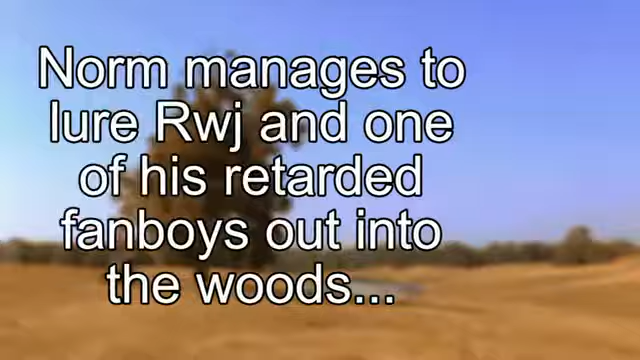 Norm manages to
lure Rwj and one
of his retarded
fanboys out into
the woods...